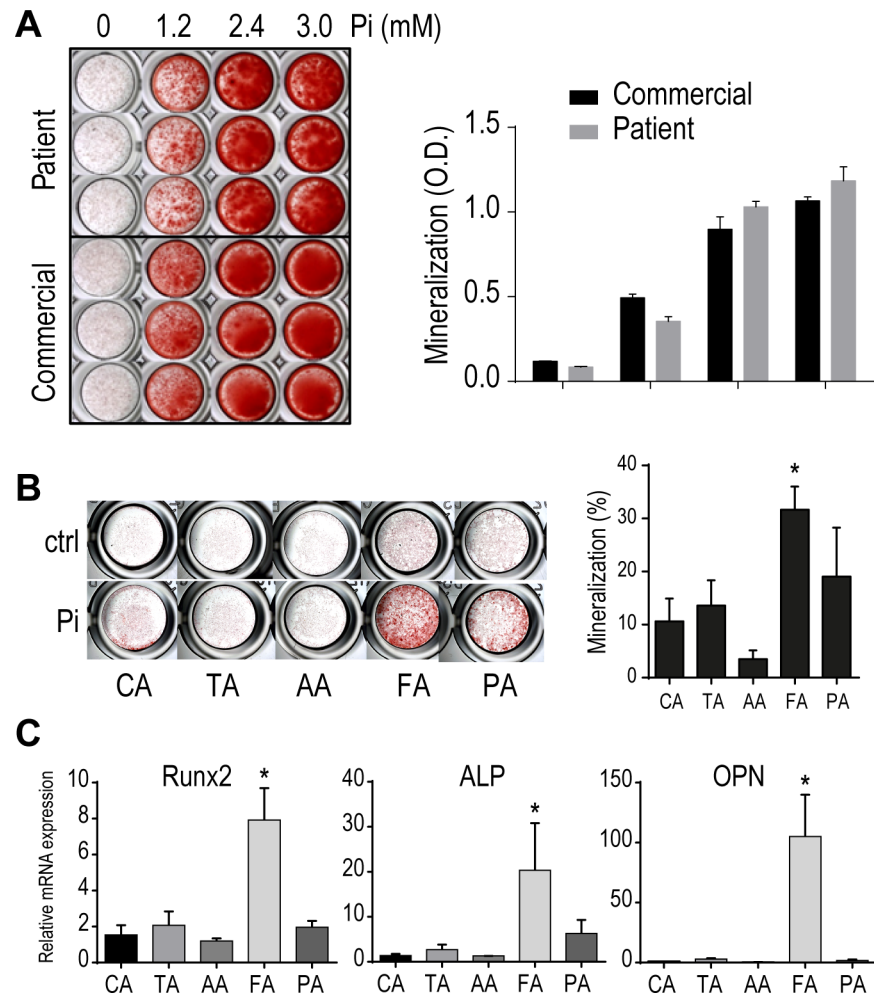 A
0 1.2 2.4 3.0 Pi (mM)
Patient
Commercial
Commercial
Patient
Mineralization (O.D.)
1.5
1.0
0.5
0.0
B
ctrl
Pi
CA TA AA FA PA
Mineralization (%)
40
30
20
10
0
*
CA TA AA FA PA
C
Relative mRNA expression
Runx2
10
8
6
4
2
0
*
CA TA AA FA PA
ALP
40
30
20
10
0
*
CA TA AA FA PA
OPN
150
100
50
0
*
CA TA AA FA PA